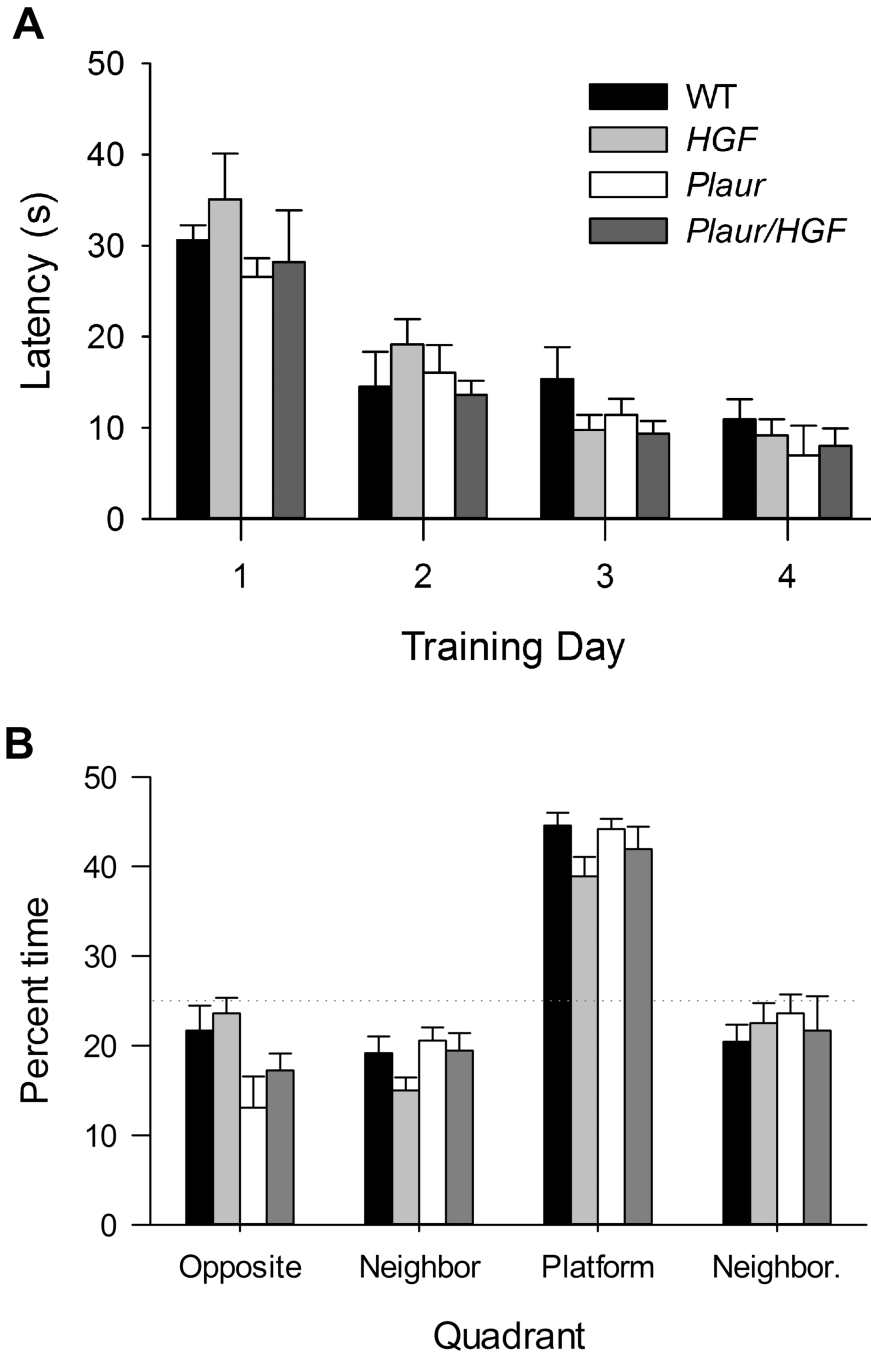 A
50
40
30
20
10
0
Latency (s)
WT
HGF
Plaur
Plaur/HGF
1 2 3 4
Training Day
B
50
40
30
20
10
0
Percent time
Opposite Neighbor Platform Neighbor.
Quadrant